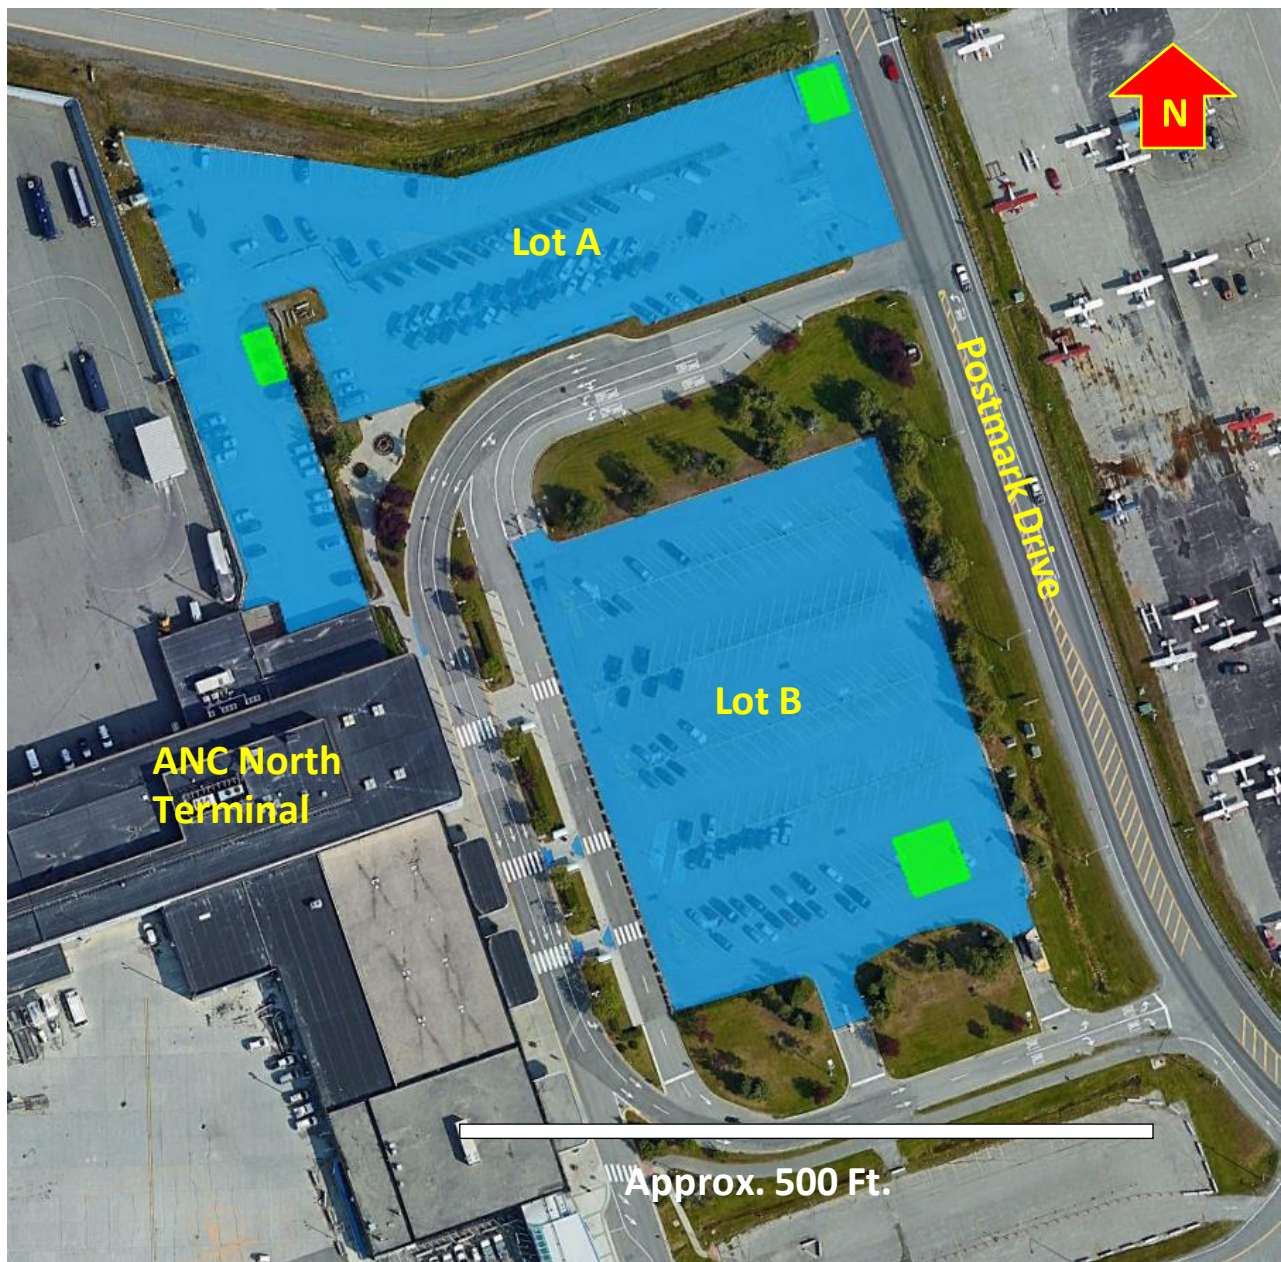 N
Lot A
Postmark Drive
Lot B
ANC North
Terminal
Approx. 500 Ft.